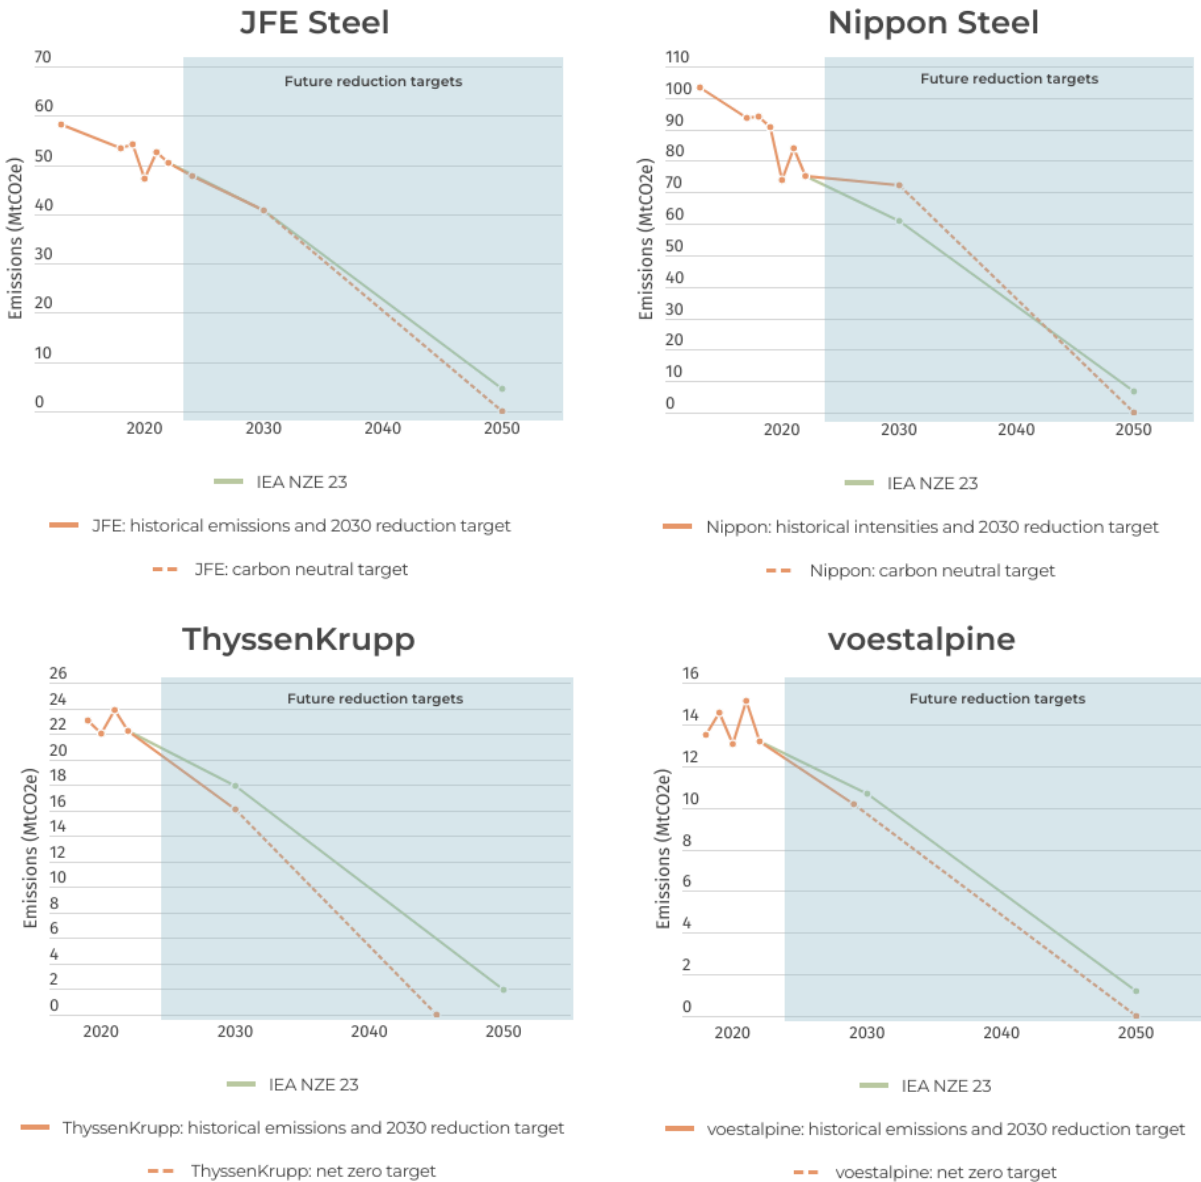 JFE Steel
70
60
50
40
30
20
10
0
Emissions (MtCO2e)
Future reduction targets
2020 2030 2040 2050
IEA NZE 23
JFE: historical emissions and 2030 reduction target
JFE: carbon neutral target
Nippon Steel
110
100
90
80
70
60
50
40
30
20
10
0
Emissions (MtCO2e)
Future reduction targets
2020 2030 2040 2050
IEA NZE 23
Nippon: historical intensities and 2030 reduction target
Nippon: carbon neutral target
ThyssenKrupp
26
24
22
20
18
16
14
12
10
8
6
4
2
0
Emissions (MtCO2e)
Future reduction targets
2020 2030 2040 2050
IEA NZE 23
ThyssenKrupp: historical emissions and 2030 reduction target
ThyssenKrupp: net zero target
voestalpine
16
14
12
10
8
6
4
2
0
Emissions (MtCO2e)
Future reduction targets
2020 2030 2040 2050
IEA NZE 23
voestalpine: historical emissions and 2030 reduction target
voestalpine: net zero target